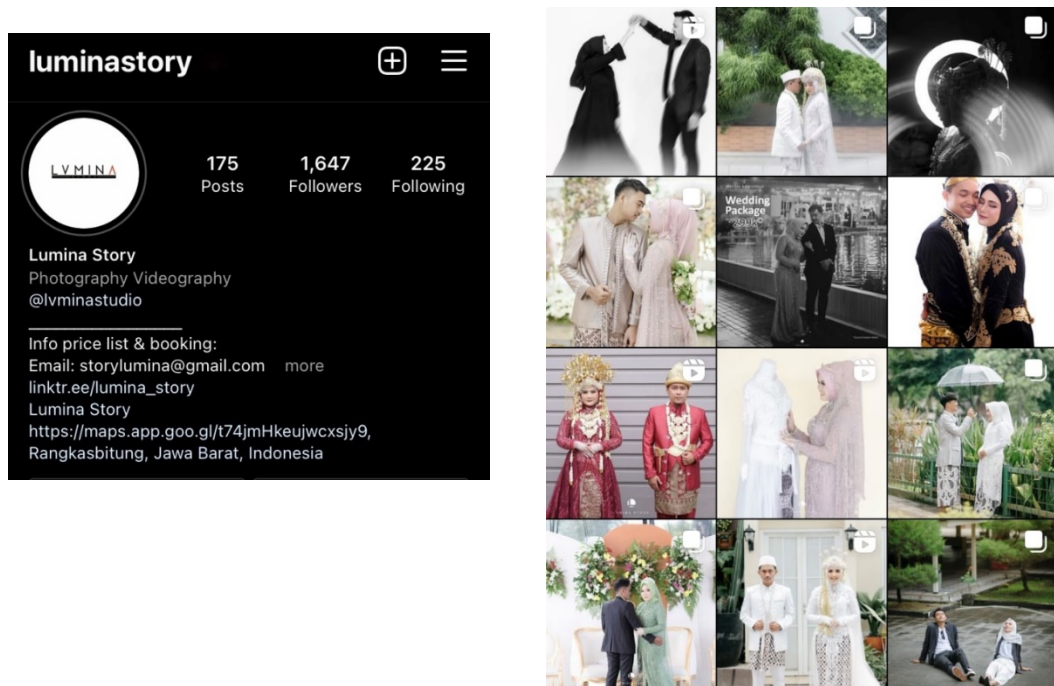 luminastory
LVMINA
175
1,647
225
Posts
Followers
Following
Lumina Story
Photography Videography
@lvminastudio
Info price list & booking:
Email: storylumina@gmail.com more
linktr.ee/lumina_story
Lumina Story
https://maps.app.goo.gl/t74jmHkeujwcxsjy9,
Rangkasbitung, Jawa Barat, Indonesia
Wedding
Package